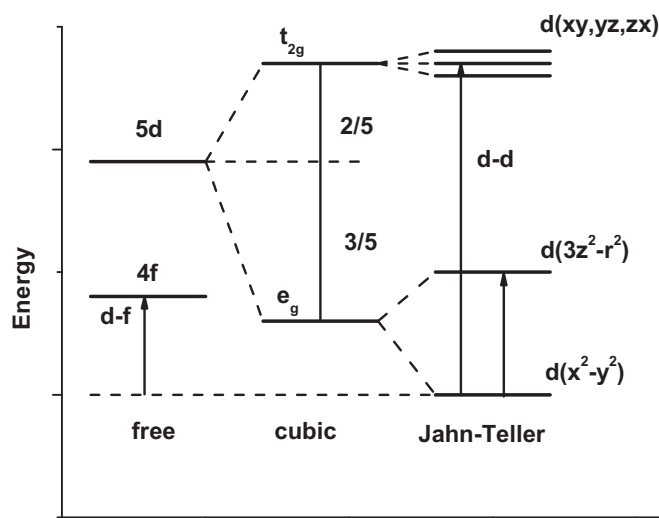 d(xy,yz,zx)
t2g
5d
2/5
d-d
3/5
d(3z²-r²)
4f
eg
d-f
d(x²-y²)
free
cubic
Jahn-Teller
Energy